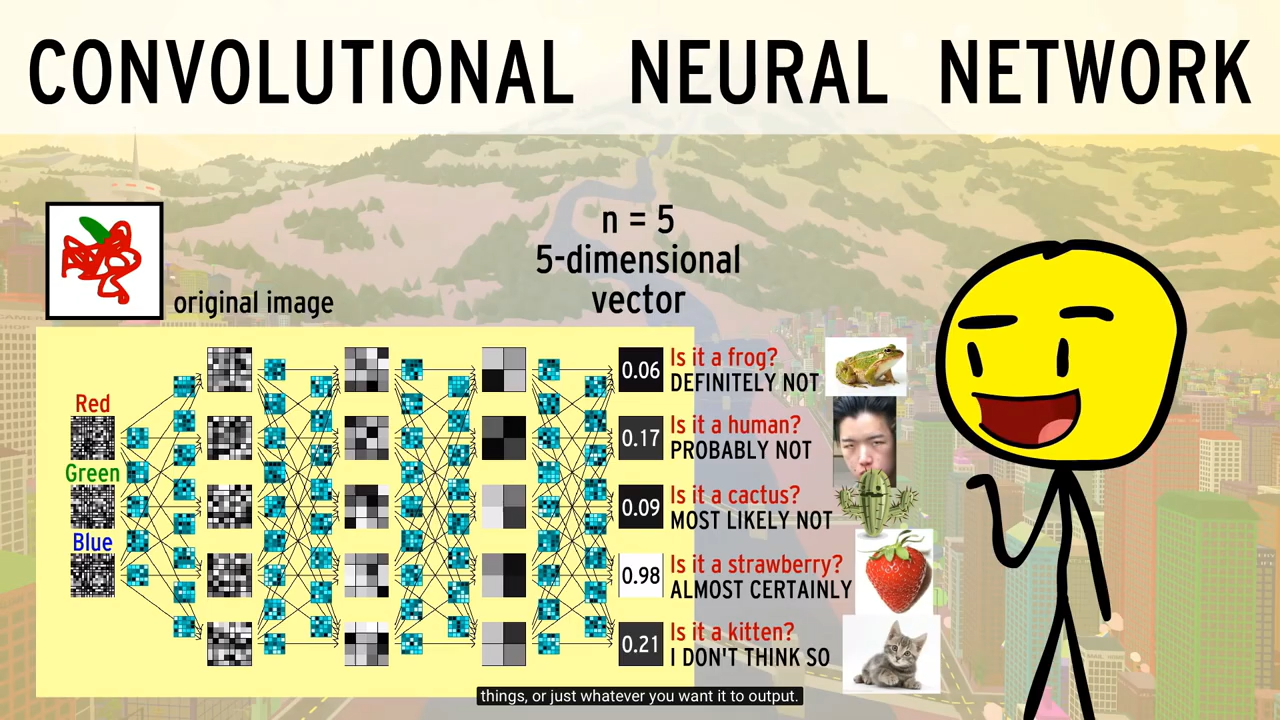 CONVOLUTIONAL NEURAL NETWORK
original image
n = 5
5-dimensional
vector
Red
Green
Blue
0.06
Is it a frog?
DEFINITELY NOT
0.17
Is it a human?
PROBABLY NOT
0.09
Is it a cactus?
MOST LIKELY NOT
0.98
Is it a strawberry?
ALMOST CERTAINLY
0.21
Is it a kitten?
I DON'T THINK SO
things, or just whatever you want it to output.